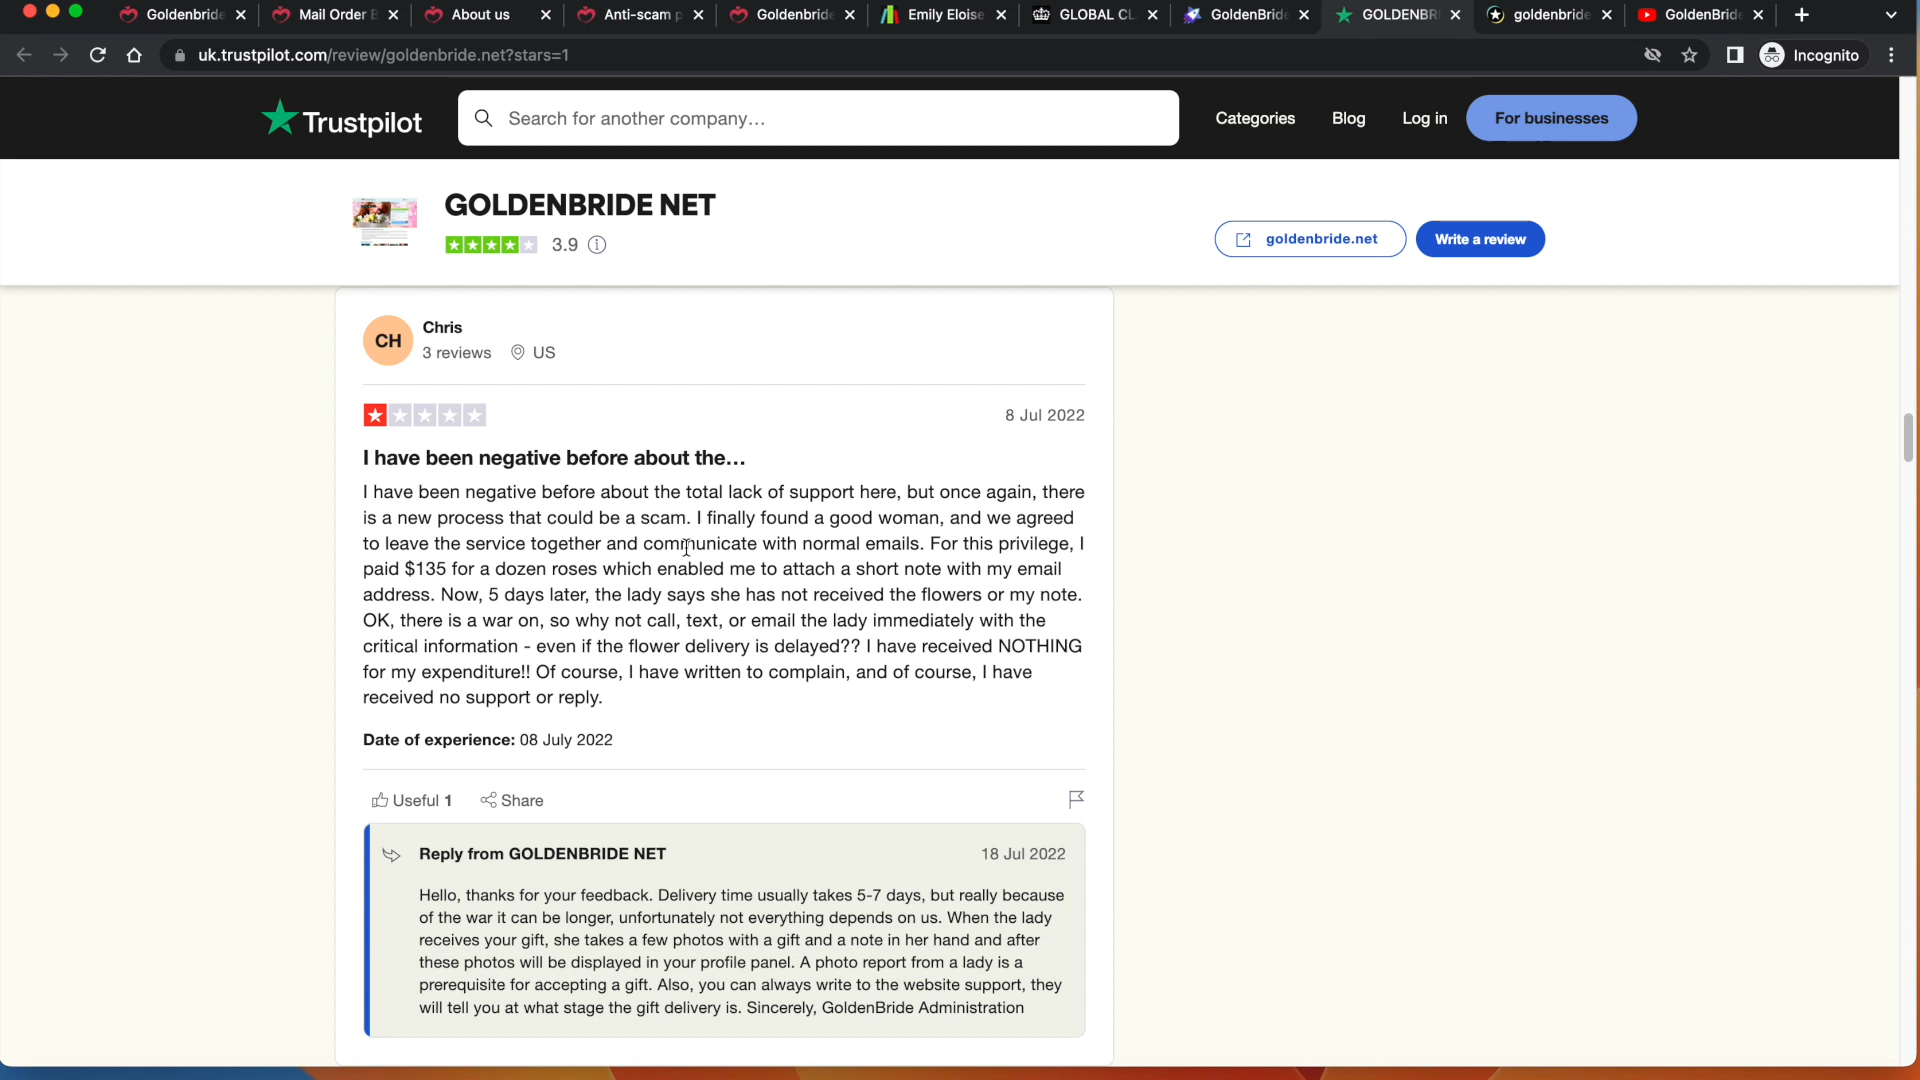 Goldenbride
Mail Order B
About us
Anti-scam p
Goldenbride
Emily Eloise
GLOBAL CL
GoldenBride
GOLDENBRI
goldenbride
GoldenBride
uk.trustpilot.com/review/goldenbride.net?stars=1
Incognito
Trustpilot
Search for another company...
Categories
Blog
Log in
For businesses
GOLDENBRIDE NET
3.9
goldenbride.net
Write a review
CH
Chris
3 reviews
US
8 Jul 2022
I have been negative before about the...
I have been negative before about the total lack of support here, but once again, there
is a new process that could be a scam. I finally found a good woman, and we agreed
to leave the service together and communicate with normal emails. For this privilege, I
paid $135 for a dozen roses which enabled me to attach a short note with my email
address. Now, 5 days later, the lady says she has not received the flowers or my note.
OK, there is a war on, so why not call, text, or email the lady immediately with the
critical information - even if the flower delivery is delayed?? I have received NOTHING
for my expenditure!! Of course, I have written to complain, and of course, I have
received no support or reply.
Date of experience: 08 July 2022
Useful 1
Share
Reply from GOLDENBRIDE NET
18 Jul 2022
Hello, thanks for your feedback. Delivery time usually takes 5-7 days, but really because
of the war it can be longer, unfortunately not everything depends on us. When the lady
receives your gift, she takes a few photos with a gift and a note in her hand and after
these photos will be displayed in your profile panel. A photo report from a lady is a
prerequisite for accepting a gift. Also, you can always write to the website support, they
will tell you at what stage the gift delivery is. Sincerely, GoldenBride Administration